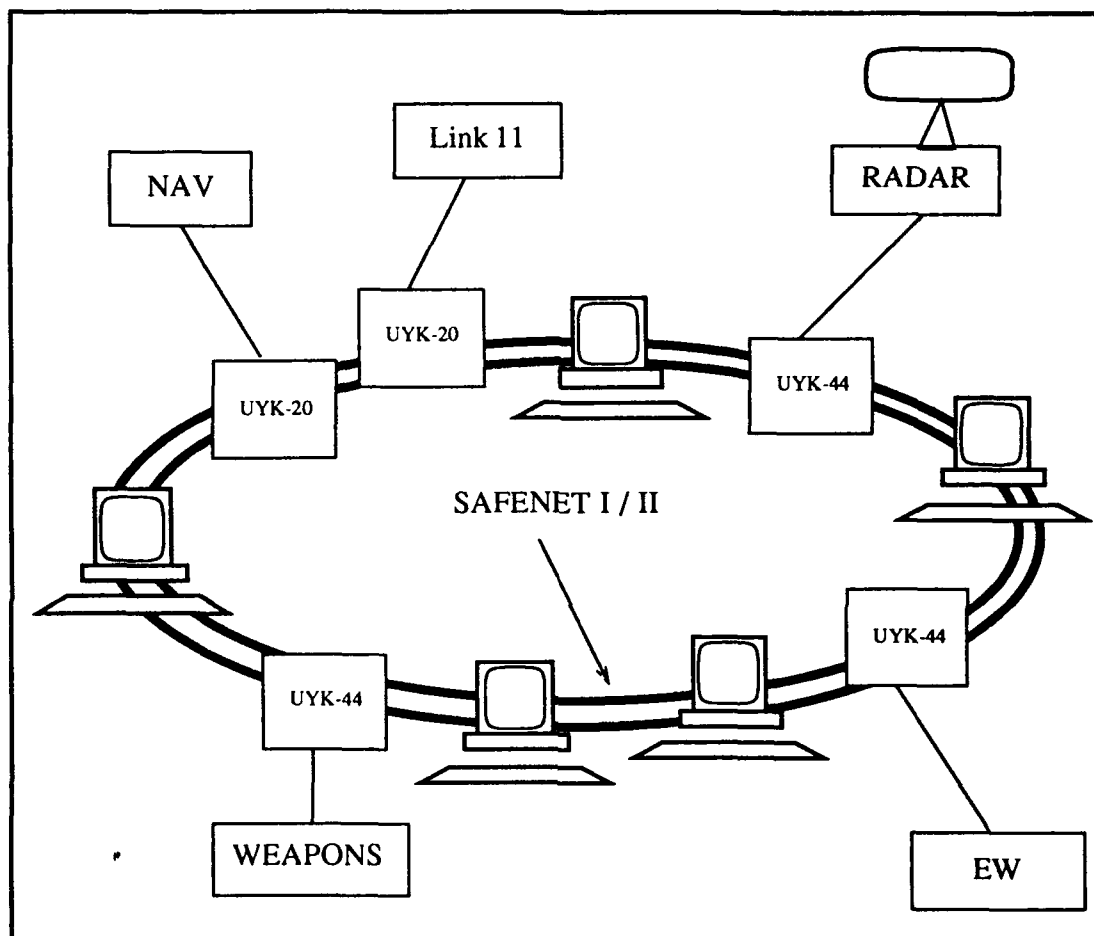 Link 11
RADAR
NAV
UYK-20
UYK-44
UYK-20
SAFENET I / II
UYK-44
UYK-44
WEAPONS
EW